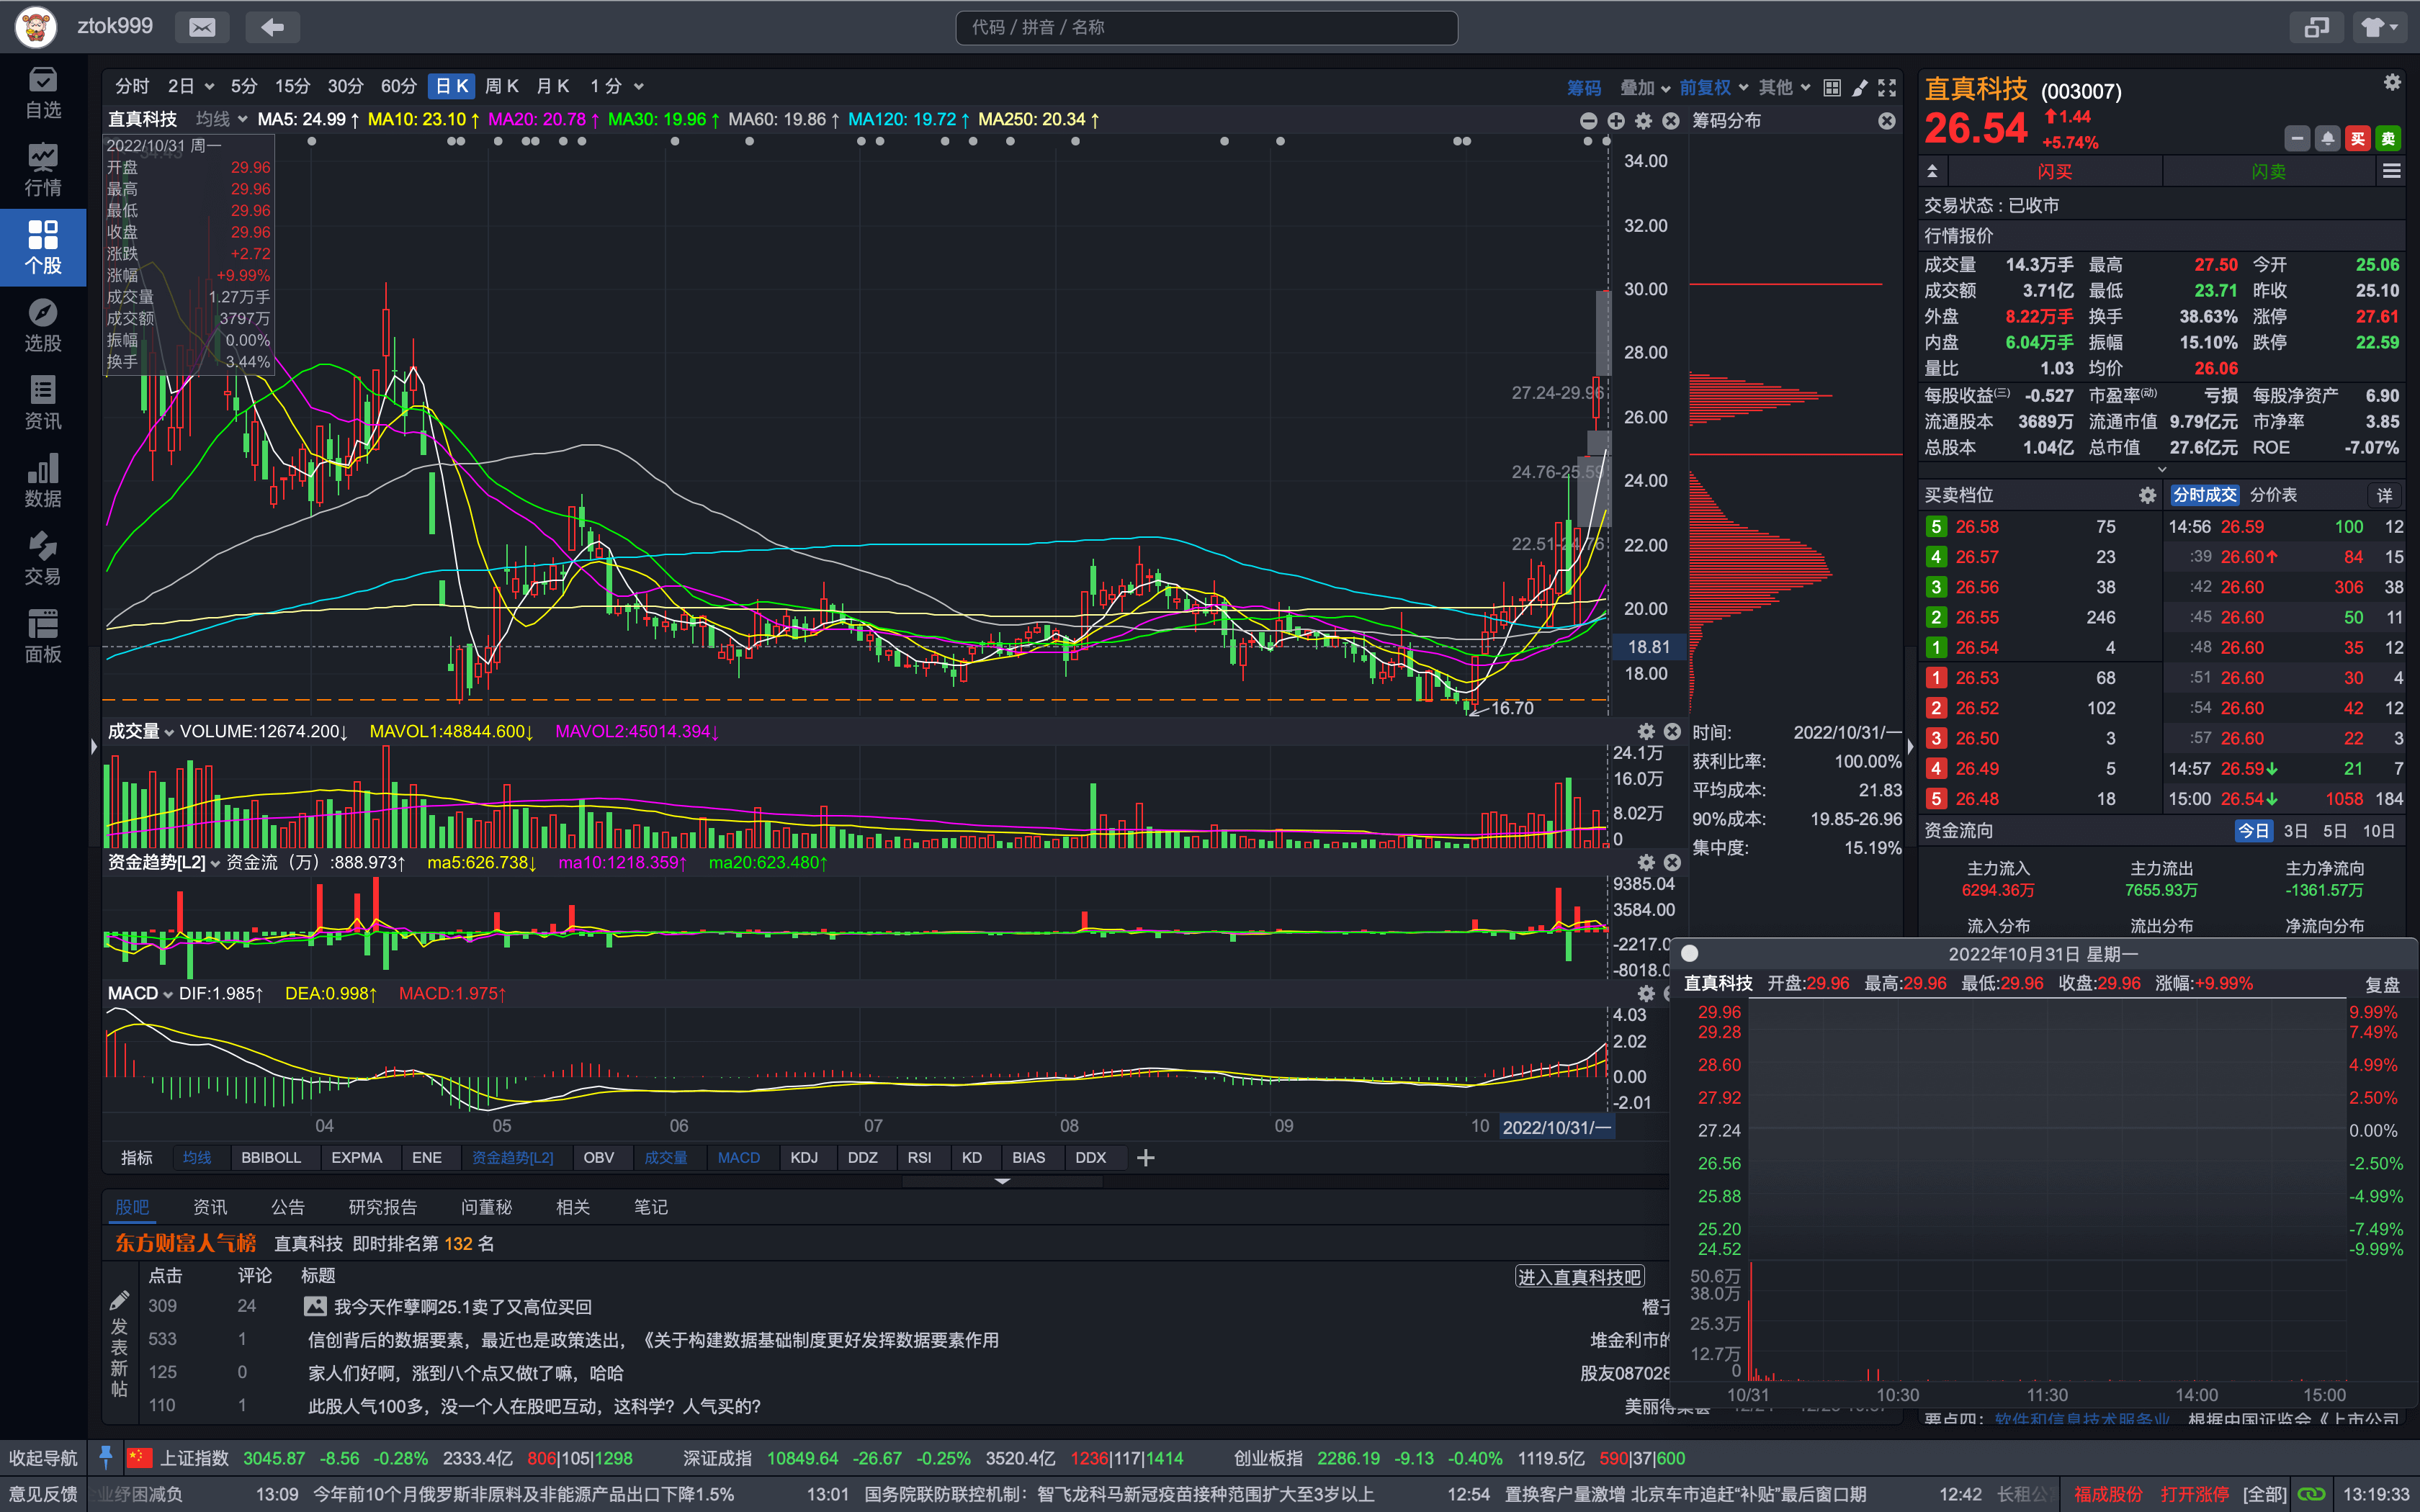 ztok999
代码 / 拼音 / 名称
自选
行情
个股
选股
资讯
数据
交易
面板
分时 2日 5分 15分 30分 60分 日K 周K 月K 1分 筹码 叠加 前复权 其他
直真科技 均线 MA5: 24.99↑ MA10: 23.10↑ MA20: 20.78↑ MA30: 19.96↑ MA60: 19.86↑ MA120: 19.72↑ MA250: 20.34↑
筹码分布
2022/10/31 周一
开盘 29.96
最高 29.96
最低 29.96
收盘 29.96
涨跌 +2.72
涨幅 +9.99%
成交量 1.27万手
成交额 3797万
振幅 0.00%
换手 3.44%
34.00
32.00
30.00
28.00
26.00
24.00
22.00
20.00
18.81
18.00
27.24-29.96
24.76-25.59
22.51-24.76
16.70
成交量 VOLUME:12674.200↓ MAVOL1:48844.600↓ MAVOL2:45014.394↓
24.1万
16.0万
8.02万
0
资金趋势[L2] 资金流（万）:888.973↑ ma5:626.738↓ ma10:1218.359↑ ma20:623.480↑
9385.04
3584.00
-2217.0
-8018.0
MACD DIF:1.985↑ DEA:0.998↑ MACD:1.975↑
4.03
2.02
0.00
-2.01
04 05 06 07 08 09 10 2022/10/31/一
指标 均线 BBIBOLL EXPMA ENE 资金趋势[L2] OBV 成交量 MACD KDJ DDZ RSI KD BIAS DDX
时间: 2022/10/31/一
获利比率: 100.00%
平均成本: 21.83
90%成本: 19.85-26.96
集中度: 15.19%
股吧 资讯 公告 研究报告 问董秘 相关 笔记
东方财富人气榜 直真科技 即时排名第 132 名
点击 评论 标题 进入直真科技吧
309 24 我今天作孽啊25.1卖了又高位买回 橙子
533 1 信创背后的数据要素，最近也是政策迭出，《关于构建数据基础制度更好发挥数据要素作用 堆金利市的
125 0 家人们好啊，涨到八个点又做t了嘛，哈哈 股友087028
110 1 此股人气100多，没一个人在股吧互动，这科学？人气买的？
发表新帖
直真科技 (003007)
26.54 1.44
+5.74%
买 卖
闪买 闪卖
交易状态：已收市
行情报价
成交量 14.3万手 最高 27.50 今开 25.06
成交额 3.71亿 最低 23.71 昨收 25.10
外盘 8.22万手 换手 38.63% 涨停 27.61
内盘 6.04万手 振幅 15.10% 跌停 22.59
量比 1.03 均价 26.06
每股收益(三) -0.527 市盈率(动) 亏损 每股净资产 6.90
流通股本 3689万 流通市值 9.79亿元 市净率 3.85
总股本 1.04亿 总市值 27.6亿元 ROE -7.07%
买卖档位 分时成交 分价表 详
5 26.58 75 14:56 26.59 100 12
4 26.57 23 :39 26.60↑ 84 15
3 26.56 38 :42 26.60 306 38
2 26.55 246 :45 26.60 50 11
1 26.54 4 :48 26.60 35 12
1 26.53 68 :51 26.60 30 4
2 26.52 102 :54 26.60 42 12
3 26.50 3 :57 26.60 22 3
4 26.49 5 14:57 26.59↓ 21 7
5 26.48 18 15:00 26.54↓ 1058 184
资金流向 今日 3日 5日 10日
主力流入 主力流出 主力净流向
6294.36万 7655.93万 -1361.57万
流入分布 流出分布 净流向分布
2022年10月31日 星期一
直真科技 开盘:29.96 最高:29.96 最低:29.96 收盘:29.96 涨幅:+9.99% 复盘
29.96 9.99%
29.28 7.49%
28.60 4.99%
27.92 2.50%
27.24 0.00%
26.56 -2.50%
25.88 -4.99%
25.20 -7.49%
24.52 -9.99%
50.6万
38.0万
25.3万
12.7万
0
10/31 10:30 11:30 14:00 15:00
要点四：软件和信息技术服务业 根据中国证监会《上市公司
收起导航 上证指数 3045.87 -8.56 -0.28% 2333.4亿 806|105|1298 深证成指 10849.64 -26.67 -0.25% 3520.4亿 1236|117|1414 创业板指 2286.19 -9.13 -0.40% 1119.5亿 590|37|600
意见反馈 业纾困减负 13:09 今年前10个月俄罗斯非原料及非能源产品出口下降1.5% 13:01 国务院联防联控机制：智飞龙科马新冠疫苗接种范围扩大至3岁以上 12:54 置换客户量激增 北京车市追赶“补贴”最后窗口期 12:42 长租公 福成股份 打开涨停 [全部] 13:19:33